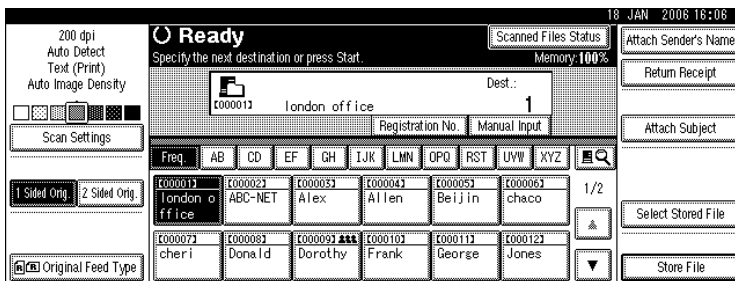 18 JAN 2006 16:06
200 dpi
Auto Detect
Text (Print)
Auto Image Density
Scan Settings
1 Sided Orig. 2 Sided Orig.
Original Feed Type
Ready
Scanned Files Status
Specify the next destination or press Start.
Memory:100%
Dest.:
[00001] london office
1
Registration No. Manual Input
Freq. AB CD EF GH IJK LMN OPQ RST UVW XYZ
[00001] [00002] [00003] [00004] [00005] [00006]
london o ABC-NET Alex Allen Beijin chaco
ffice
1/2
[00007] [00008] [00009] [00010] [00011] [00012]
cheri Donald Dorothy Frank George Jones
Attach Sender's Name
Return Receipt
Attach Subject
Select Stored File
Store File